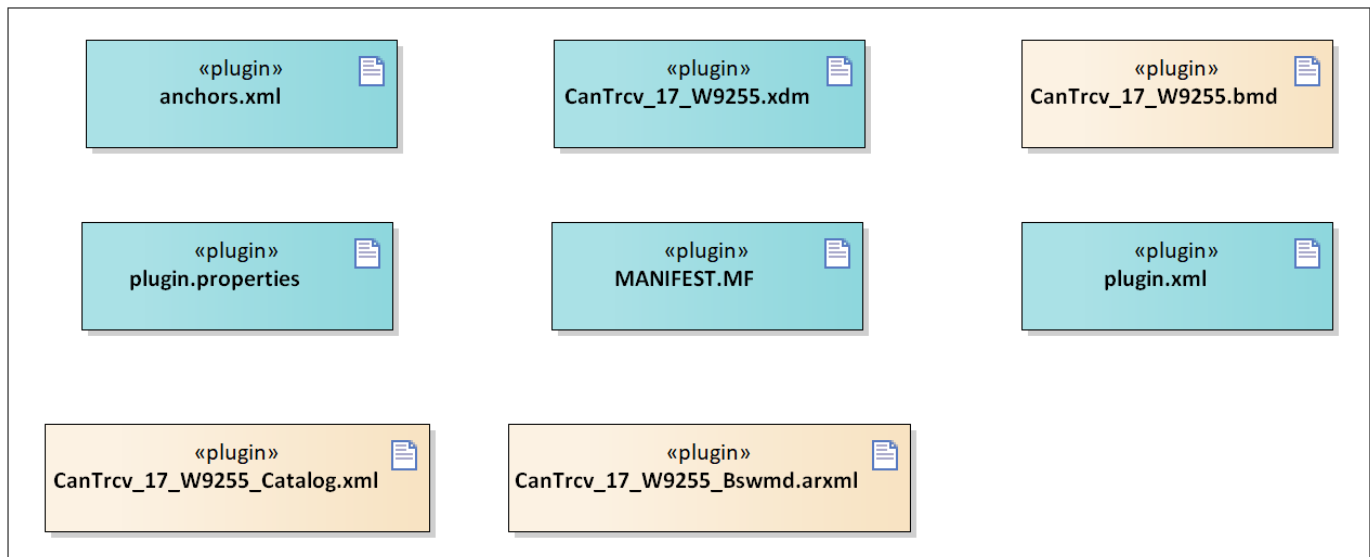 «plugin»
anchors.xml
«plugin»
CanTrcv_17_W9255.xdm
«plugin»
CanTrcv_17_W9255.bmd
«plugin»
plugin.properties
«plugin»
MANIFEST.MF
«plugin»
plugin.xml
«plugin»
CanTrcv_17_W9255_Catalog.xml
«plugin»
CanTrcv_17_W9255_Bswmd.arxml